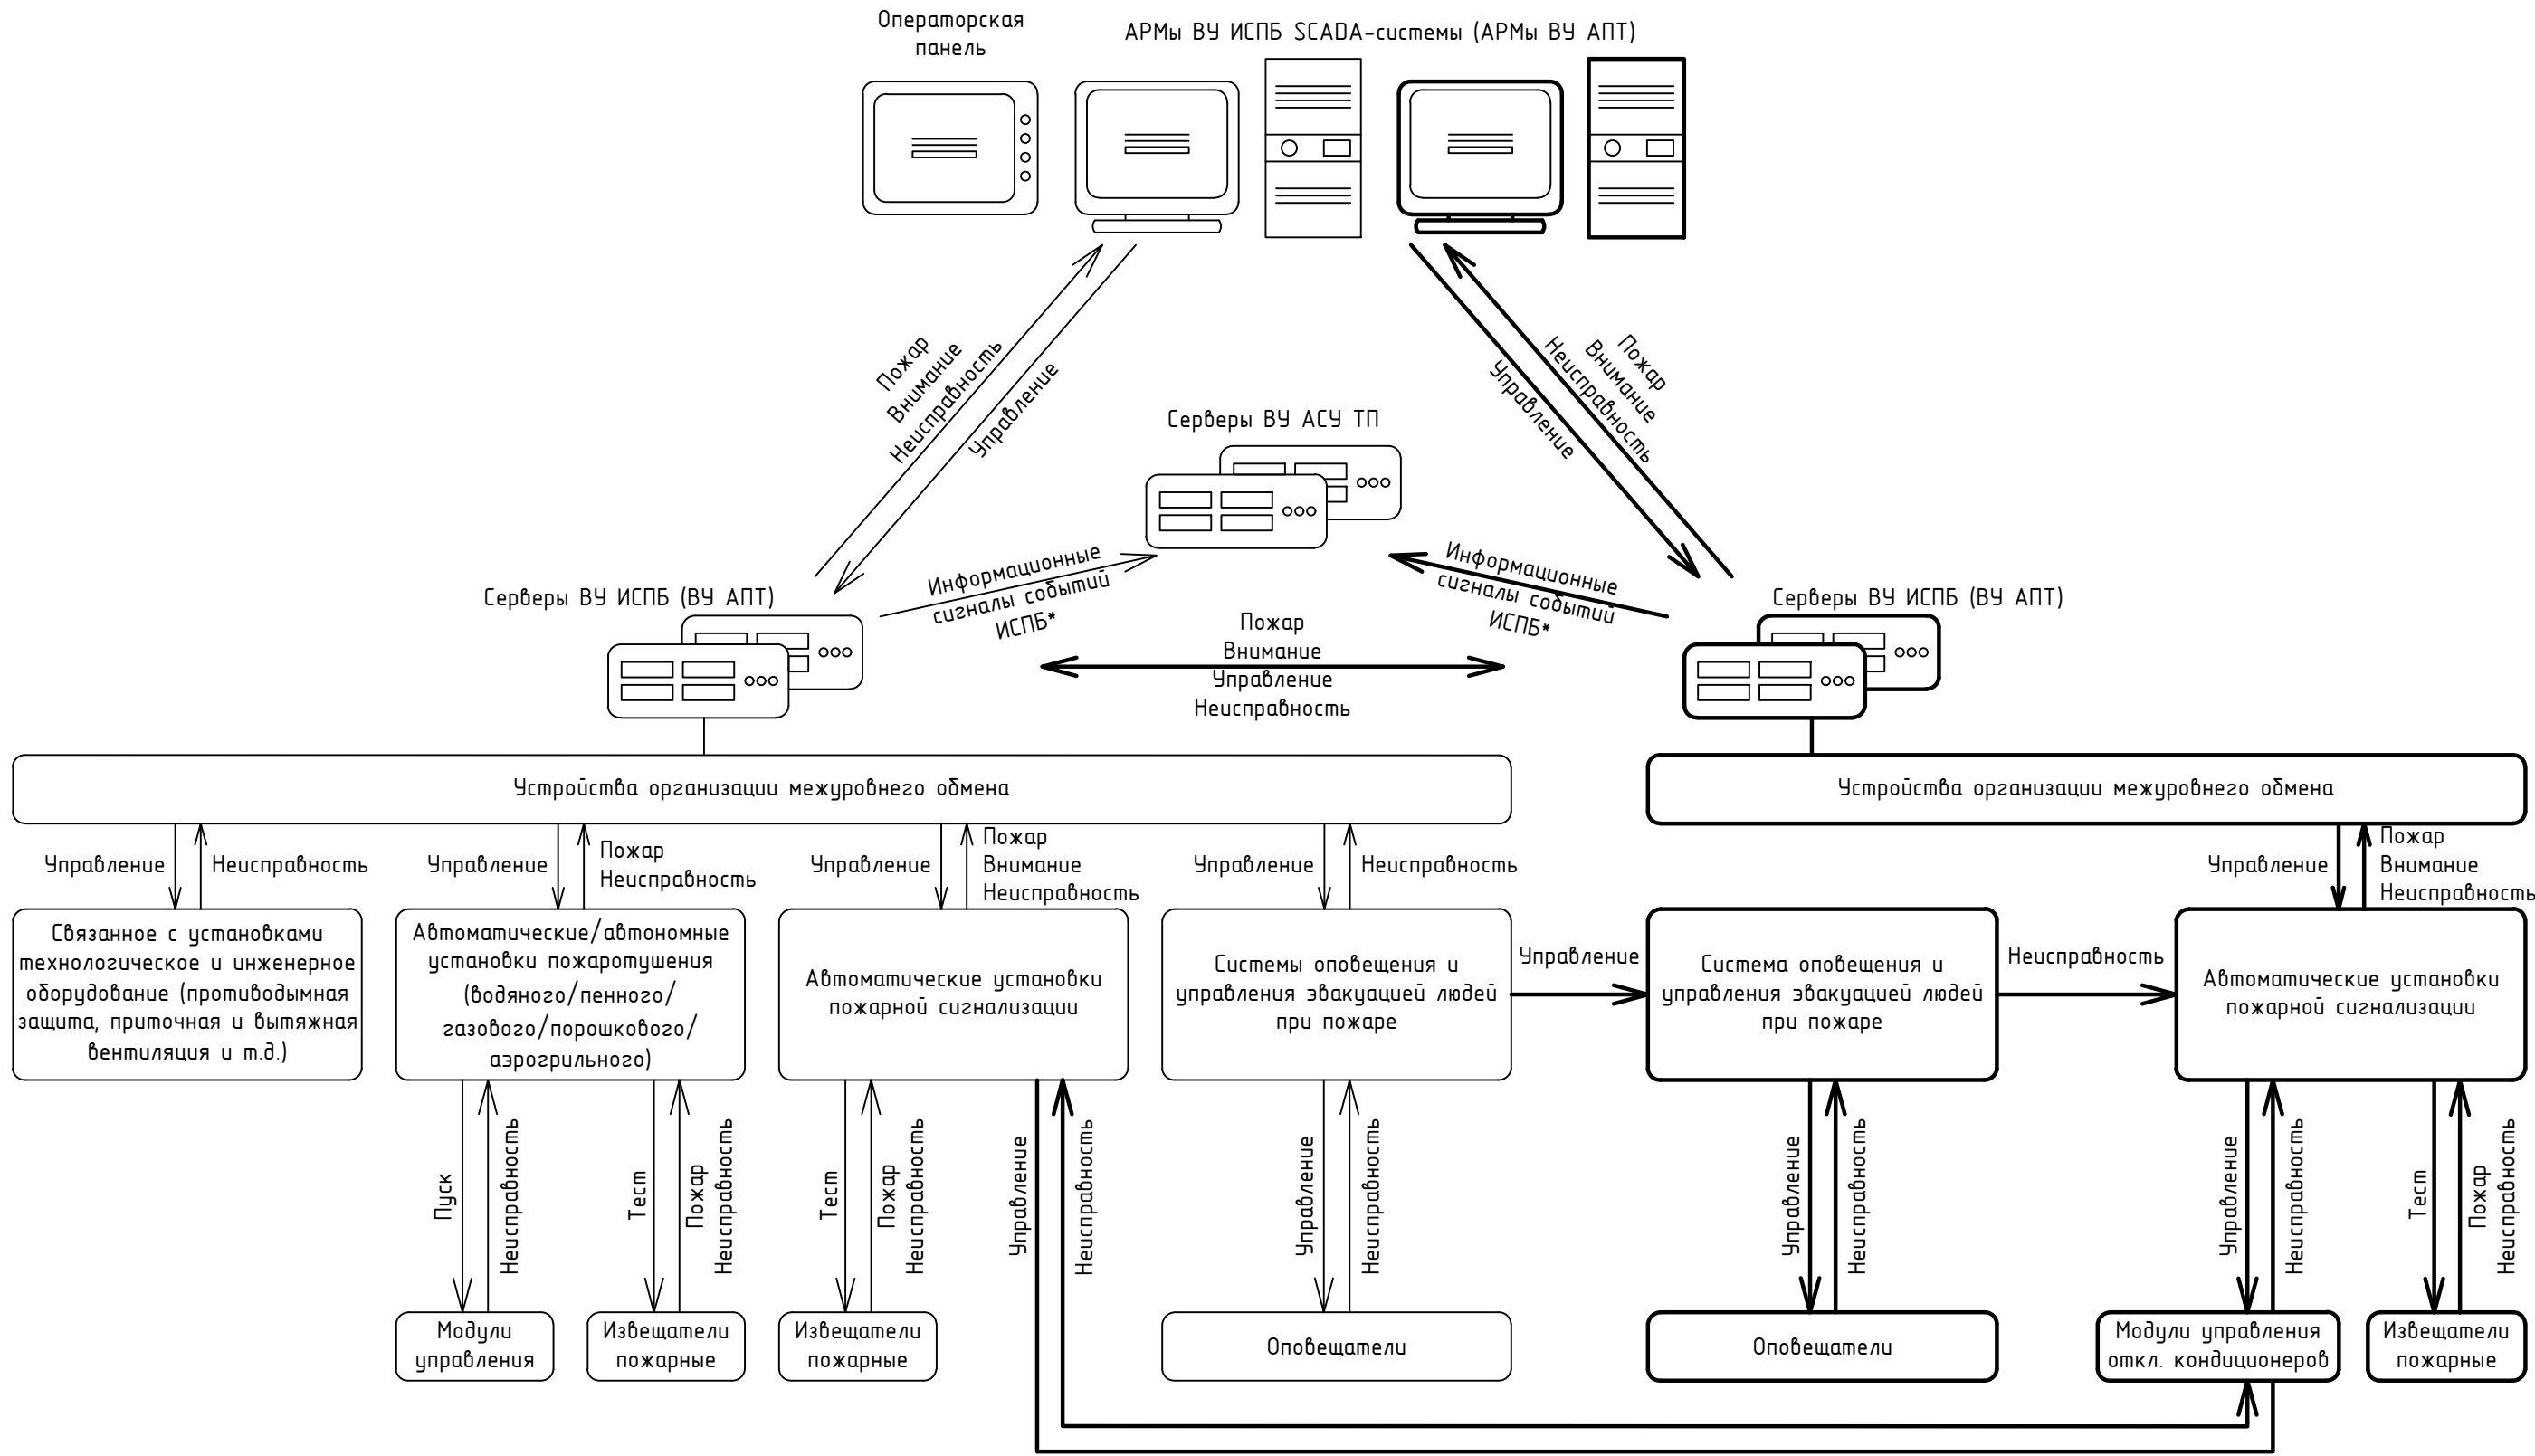 Операторская
панель
АРМы ВУ ИСПБ SCADA-системы (АРМы ВУ АПТ)
Пожар
Внимание
Неисправность
Управление
Управление
Пожар
Внимание
Неисправность
Серверы ВУ АСУ ТП
Информационные
сигналы событий
ИСПБ*
Информационные
сигналы событий
ИСПБ*
Серверы ВУ ИСПБ (ВУ АПТ)
Серверы ВУ ИСПБ (ВУ АПТ)
Пожар
Внимание
Управление
Неисправность
Устройства организации межуровнего обмена
Устройства организации межуровнего обмена
Управление
Неисправность
Управление
Пожар
Неисправность
Управление
Пожар
Внимание
Неисправность
Управление
Неисправность
Управление
Пожар
Внимание
Неисправность
Связанное с установками
технологическое и инженерное
оборудование (противодымная
защита, приточная и вытяжная
вентиляция и т.д.)
Автоматические/автономные
установки пожаротушения
(водяного/пенного/
газового/порошкового/
аэрогрильного)
Автоматические установки
пожарной сигнализации
Системы оповещения и
управления эвакуацией людей
при пожаре
Управление
Система оповещения и
управления эвакуацией людей
при пожаре
Неисправность
Автоматические установки
пожарной сигнализации
Пуск
Неисправность
Тест
Пожар
Неисправность
Тест
Пожар
Неисправность
Управление
Неисправность
Управление
Неисправность
Управление
Неисправность
Управление
Неисправность
Тест
Пожар
Неисправность
Модули
управления
Извещатели
пожарные
Извещатели
пожарные
Оповещатели
Оповещатели
Модули управления
откл. кондиционеров
Извещатели
пожарные